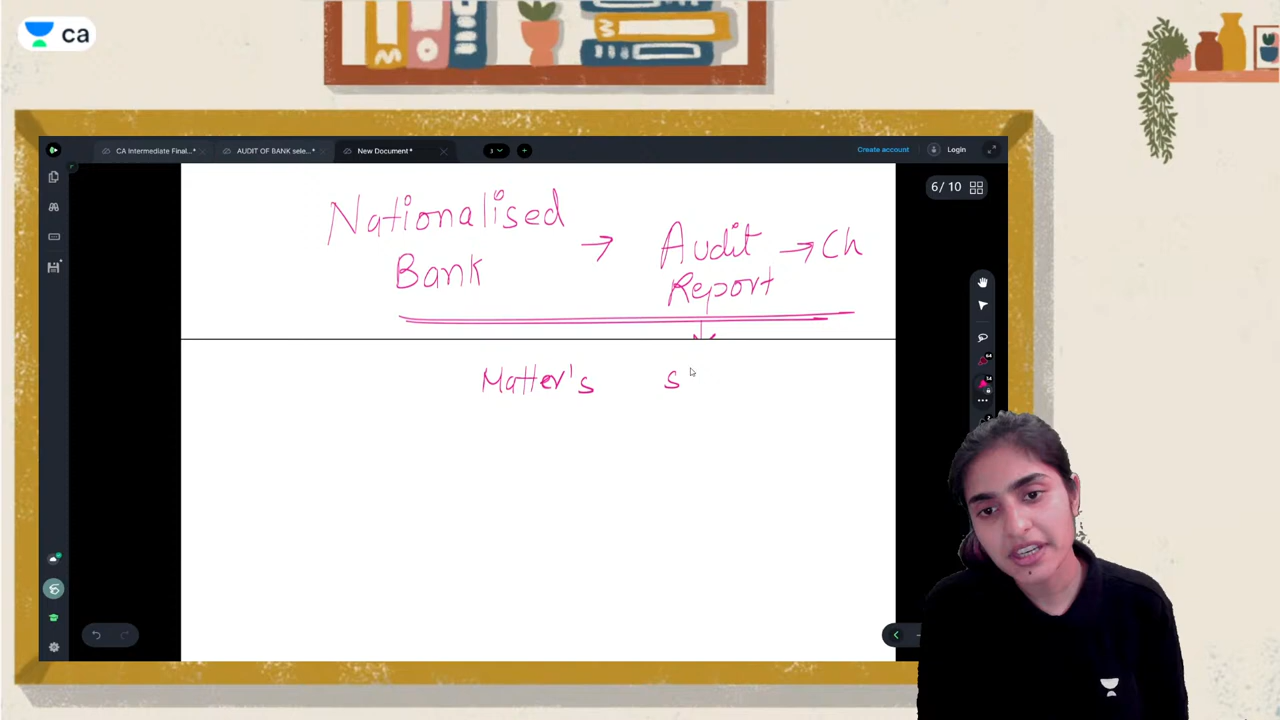 ca
CA Intermediate Final...*
AUDIT OF BANK sele...*
New Document*
3
Create account
Login
6/ 10
Nationalised
Bank
→ Audit
Report
→ Ch
Matter's s